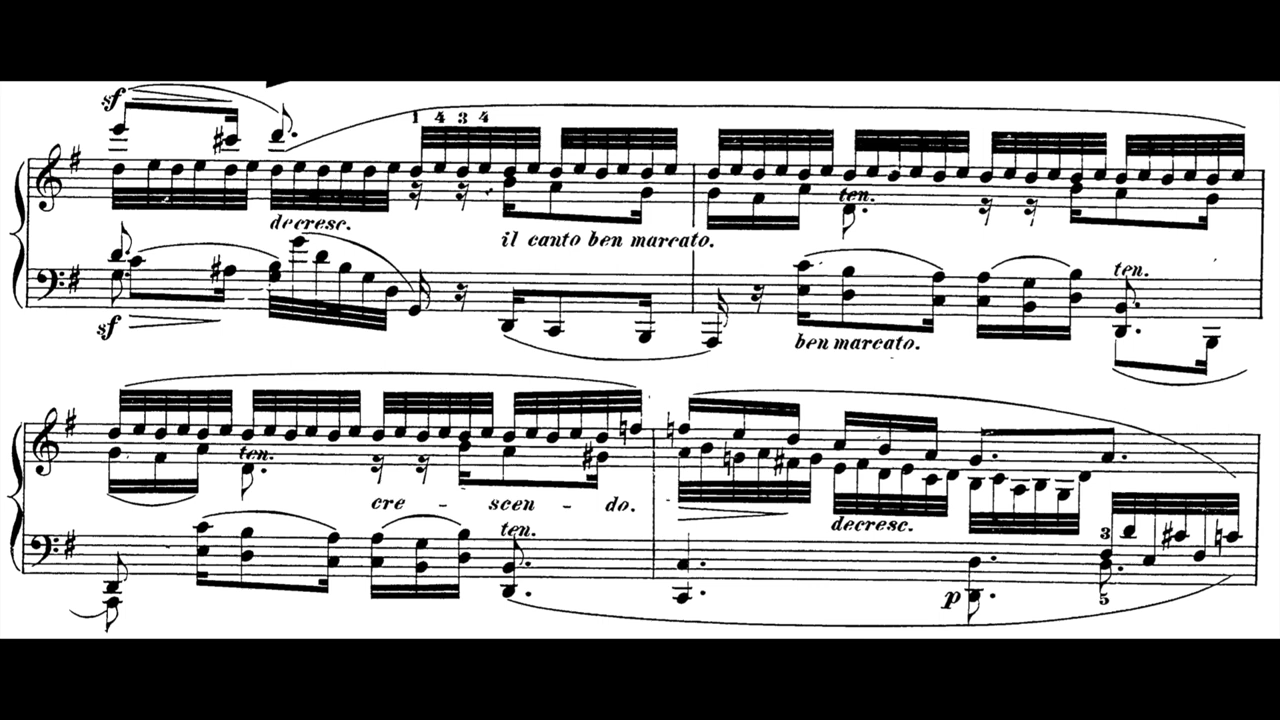 sf
1 4 3 4
decresc.
il canto ben marcato.
ten.
ten.
sf
ben marcato.
ten.
cre - scen - do.
decresc.
ten.
3
p
5